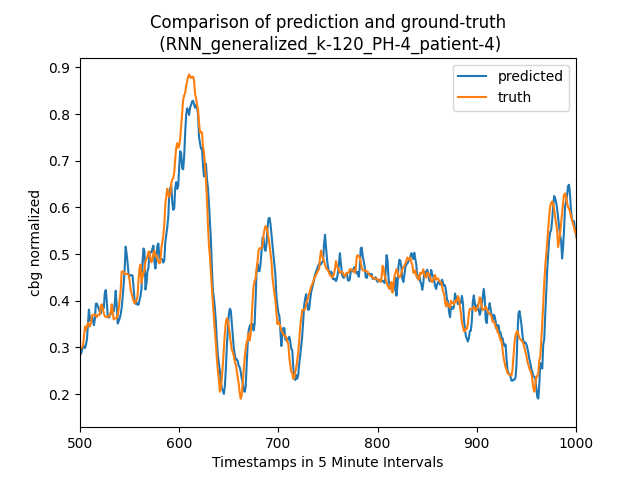 Comparison of prediction and ground-truth
(RNN_generalized_k-120_PH-4_patient-4)
predicted
truth
cbg normalized
0.9
0.8
0.7
0.6
0.5
0.4
0.3
0.2
500 600 700 800 900 1000
Timestamps in 5 Minute Intervals